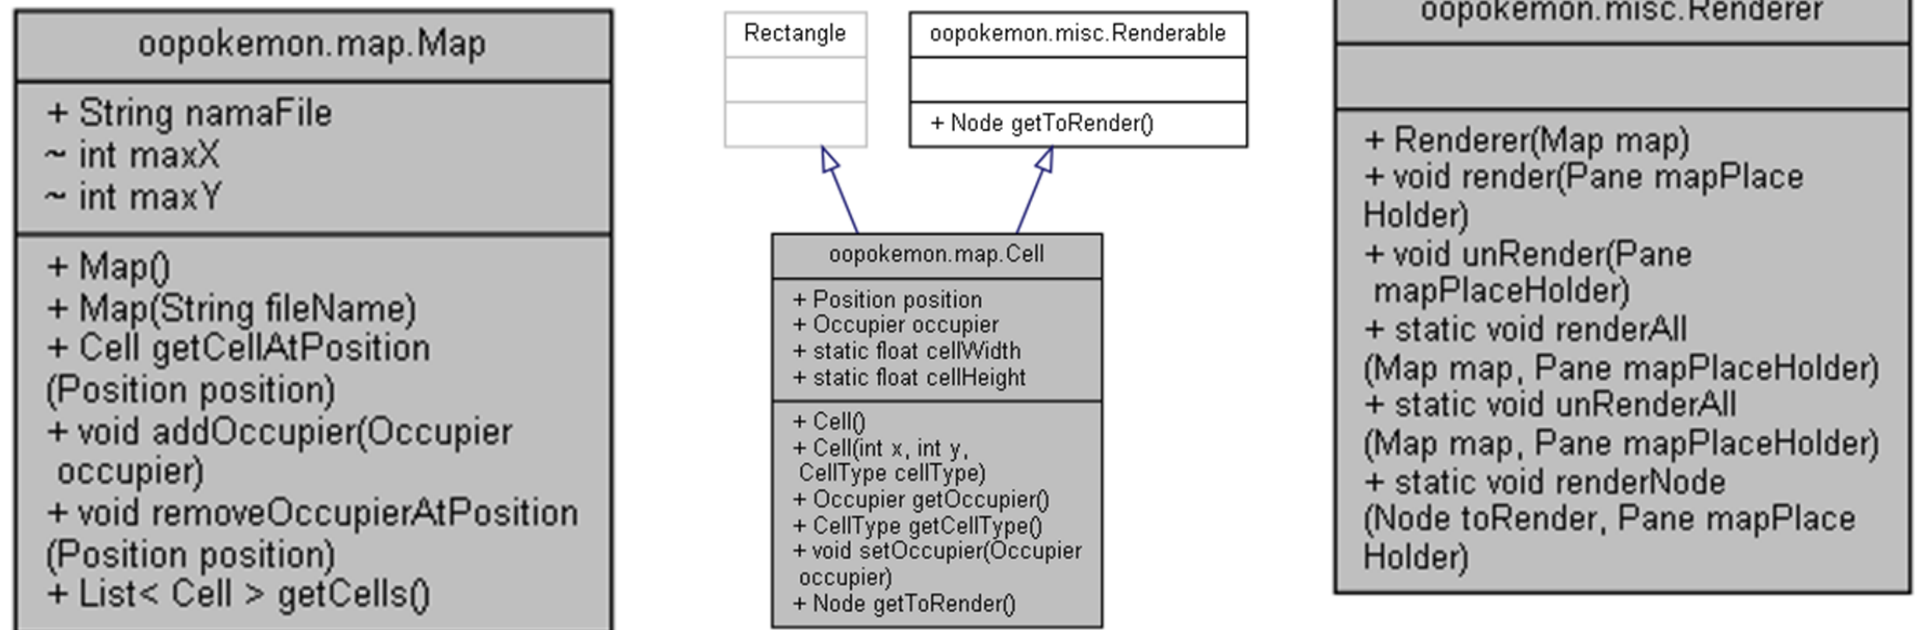 oopokemon.map.Map
+ String namaFile
~ int maxX
~ int maxY
+ Map()
+ Map(String fileName)
+ Cell getCellAtPosition
(Position position)
+ void addOccupier(Occupier
occupier)
+ void removeOccupierAtPosition
(Position position)
+ List< Cell > getCells()
Rectangle
oopokemon.misc.Renderable
+ Node getToRender()
oopokemon.map.Cell
+ Position position
+ Occupier occupier
+ static float cellWidth
+ static float cellHeight
+ Cell()
+ Cell(int x, int y,
CellType cellType)
+ Occupier getOccupier()
+ CellType getCellType()
+ void setOccupier(Occupier
occupier)
+ Node getToRender()
oopokemon.misc.Renderer
+ Renderer(Map map)
+ void render(Pane mapPlace
Holder)
+ void unRender(Pane
mapPlaceHolder)
+ static void renderAll
(Map map, Pane mapPlaceHolder)
+ static void unRenderAll
(Map map, Pane mapPlaceHolder)
+ static void renderNode
(Node toRender, Pane mapPlace
Holder)